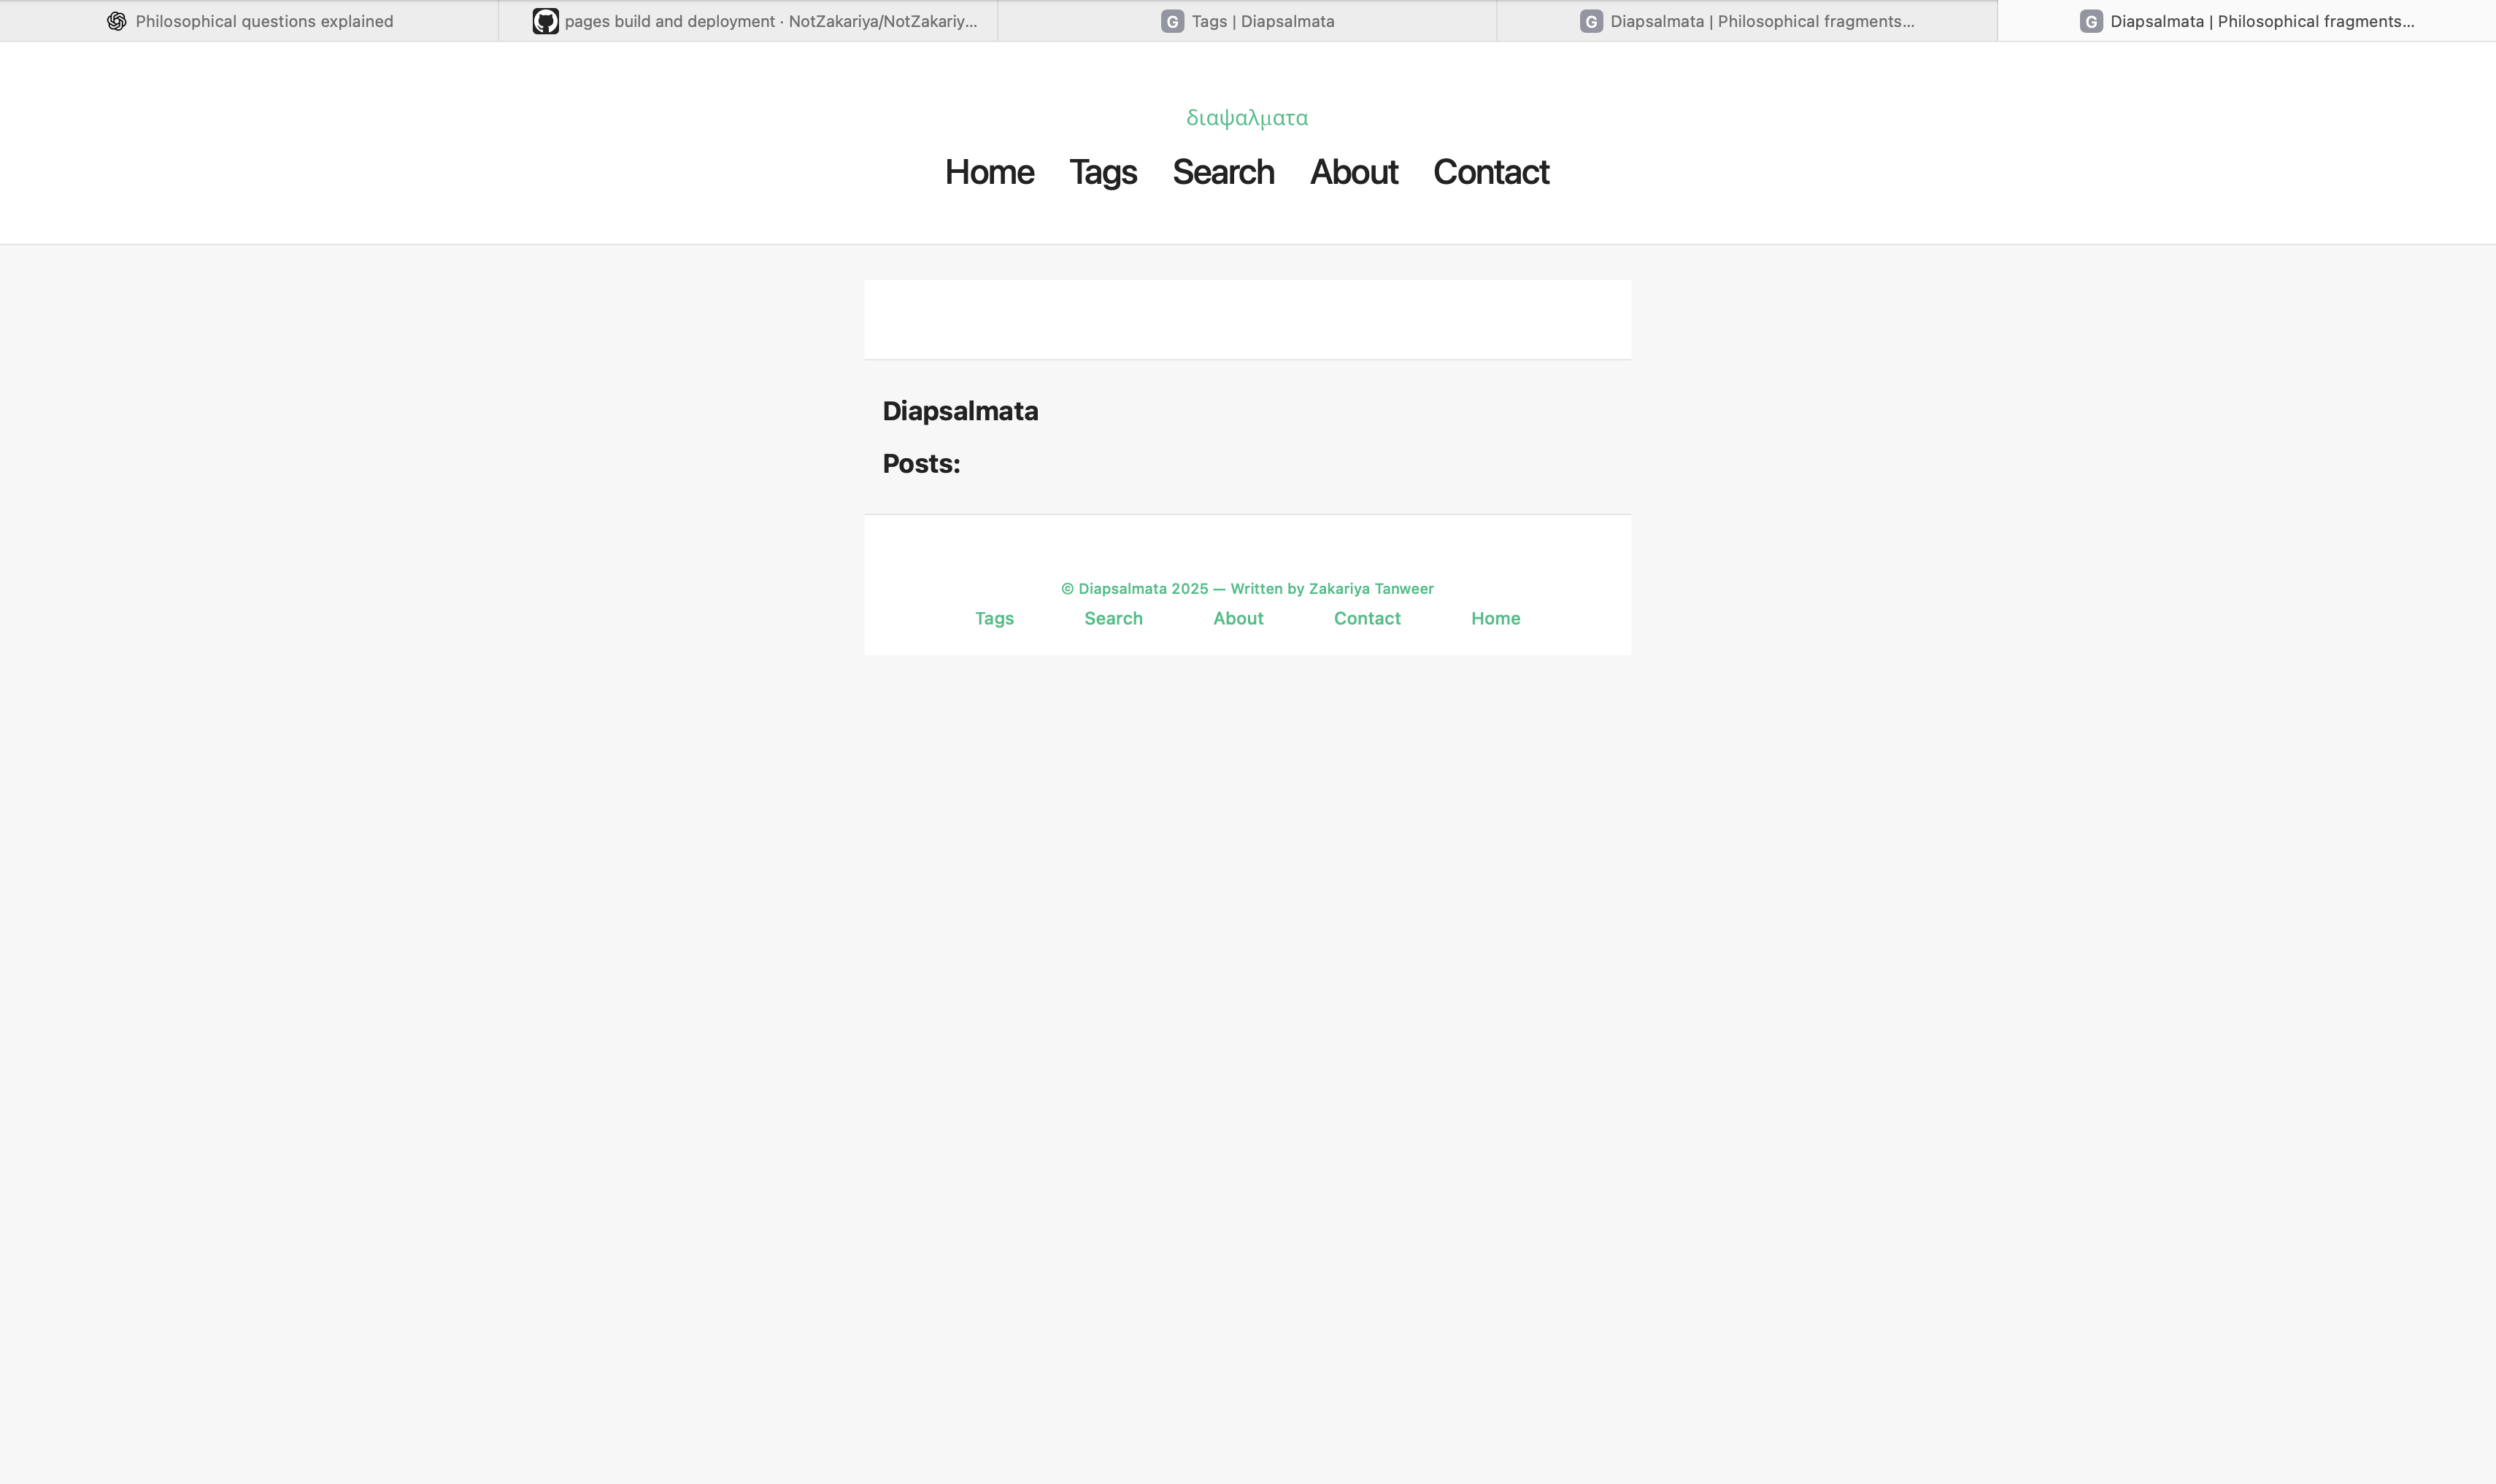 Philosophical questions explained
pages build and deployment · NotZakariya/NotZakariy...
Tags | Diapsalmata
Diapsalmata | Philosophical fragments...
Diapsalmata | Philosophical fragments...
διαψαλματα
Home Tags Search About Contact
Diapsalmata
Posts:
© Diapsalmata 2025 — Written by Zakariya Tanweer
Tags Search About Contact Home